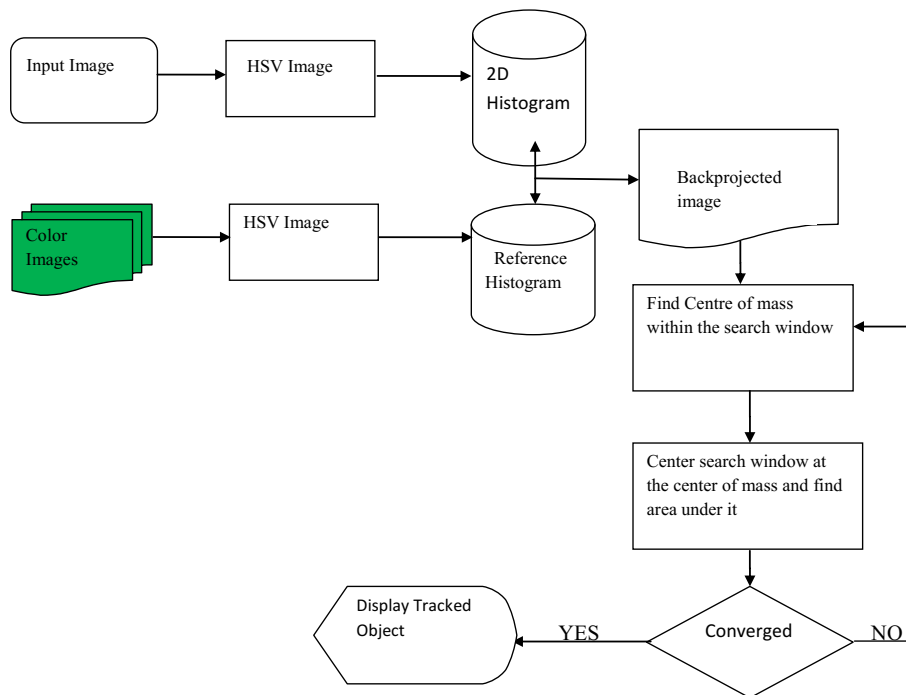 Input Image
HSV Image
2D
Histogram
Backprojected
image
Color
Images
HSV Image
Reference
Histogram
Find Centre of mass
within the search window
Center search window at
the center of mass and find
area under it
Display Tracked
Object
YES
Converged
NO